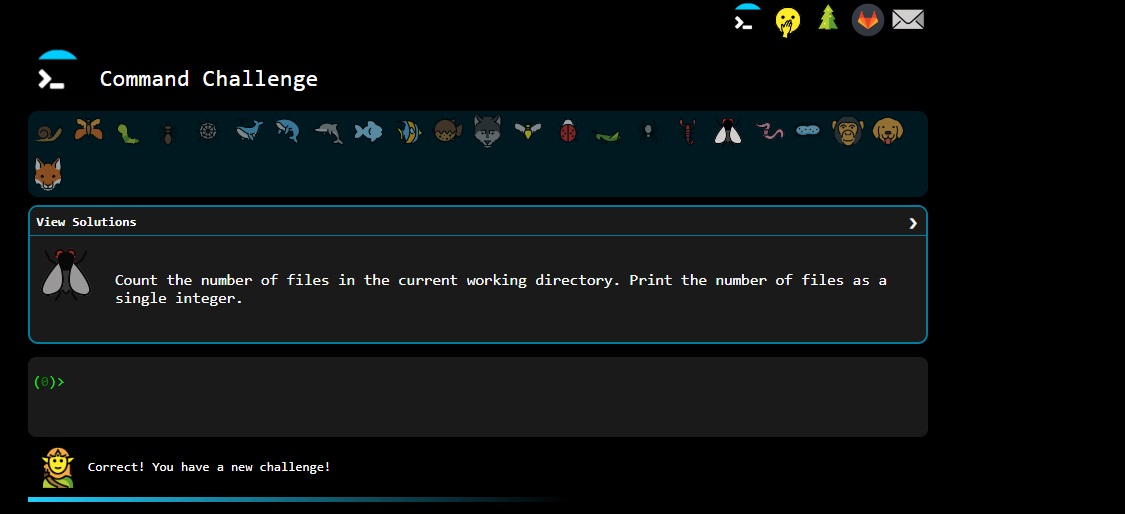 Command Challenge
View Solutions
Count the number of files in the current working directory. Print the number of files as a
single integer.
(0)>
Correct! You have a new challenge!